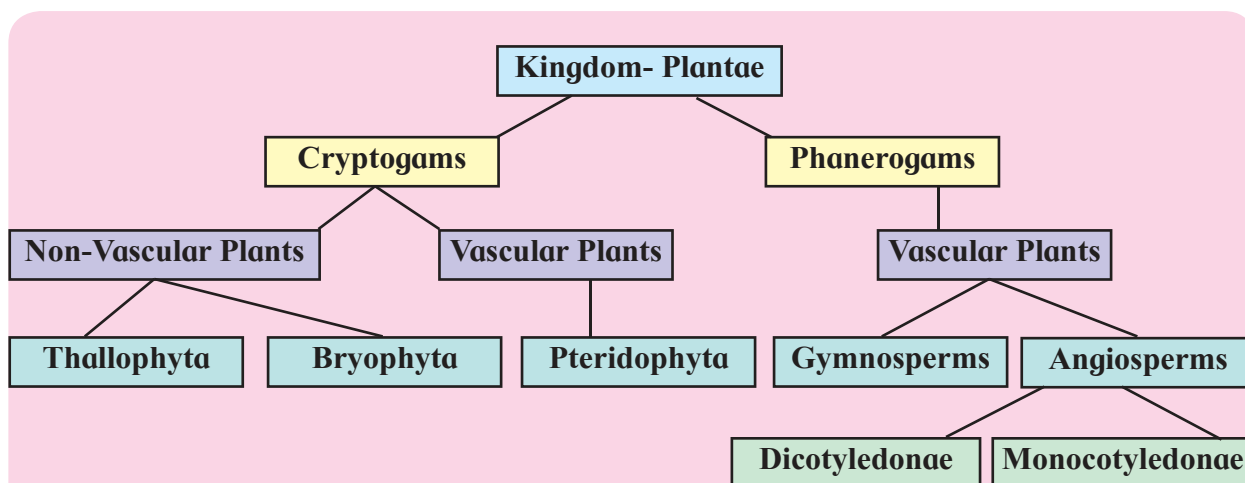 Kingdom- Plantae
Cryptogams
Phanerogams
Non-Vascular Plants
Vascular Plants
Vascular Plants
Thallophyta
Bryophyta
Pteridophyta
Gymnosperms
Angiosperms
Dicotyledonae
Monocotyledonae